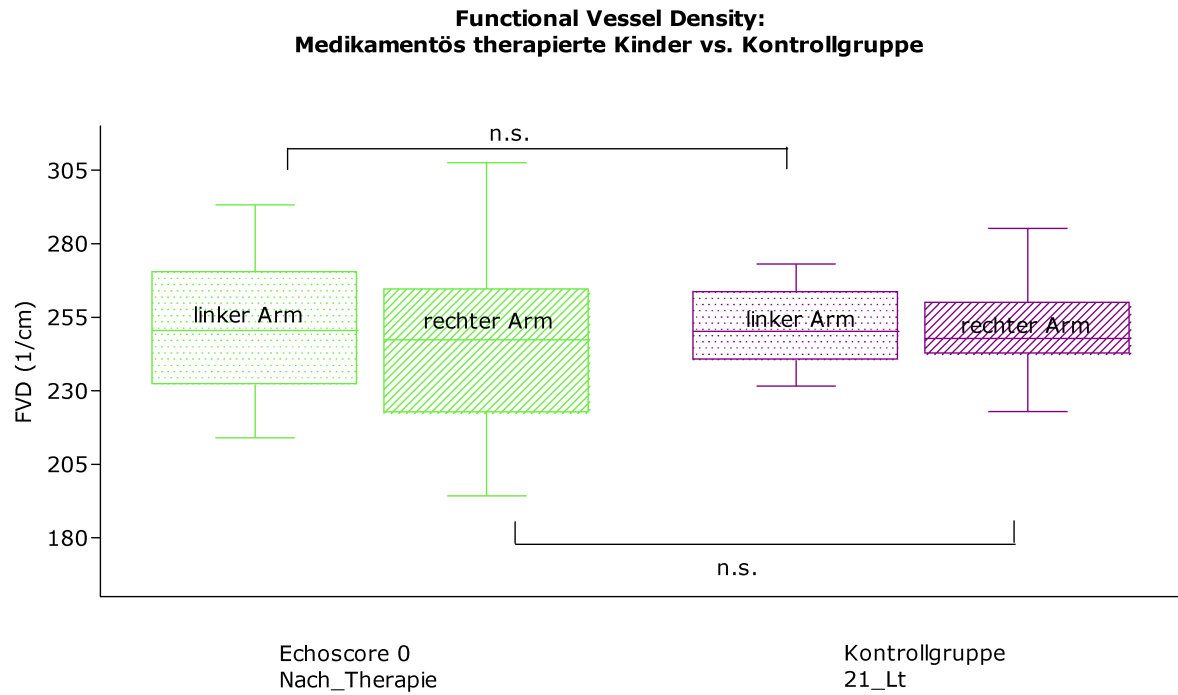 Functional Vessel Density:
Medikamentös therapierte Kinder vs. Kontrollgruppe
n.s.
305
280
255
230
205
180
FVD (1/cm)
linker Arm
rechter Arm
linker Arm
rechter Arm
n.s.
Echoscore 0
Nach_Therapie
Kontrollgruppe
21_Lt